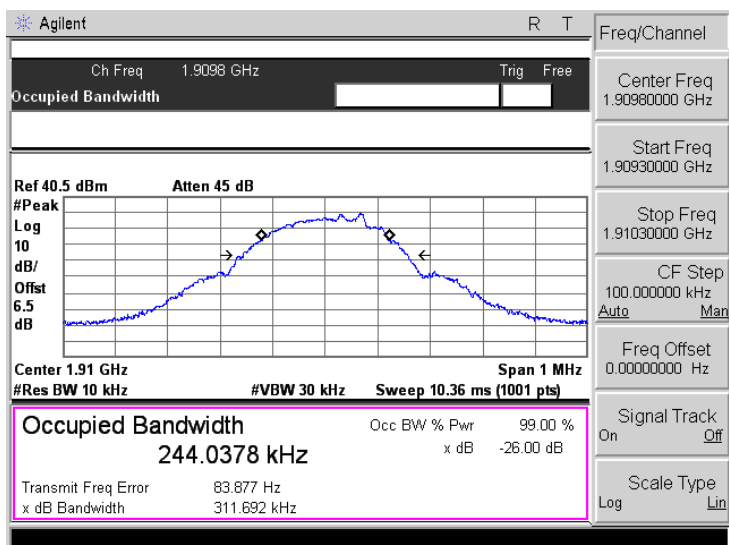 Agilent R T
Ch Freq 1.9098 GHz Trig Free
Occupied Bandwidth
Ref 40.5 dBm Atten 45 dB
#Peak
Log
10
dB/
Offst
6.5
dB
Center 1.91 GHz Span 1 MHz
#Res BW 10 kHz #VBW 30 kHz Sweep 10.36 ms (1001 pts)
Occupied Bandwidth Occ BW % Pwr 99.00 %
244.0378 kHz x dB -26.00 dB
Transmit Freq Error 83.877 Hz
x dB Bandwidth 311.692 kHz
Freq/Channel
Center Freq
1.90980000 GHz
Start Freq
1.90930000 GHz
Stop Freq
1.91030000 GHz
CF Step
100.000000 kHz
Auto Man
Freq Offset
0.00000000 Hz
Signal Track
On Off
Scale Type
Log Lin